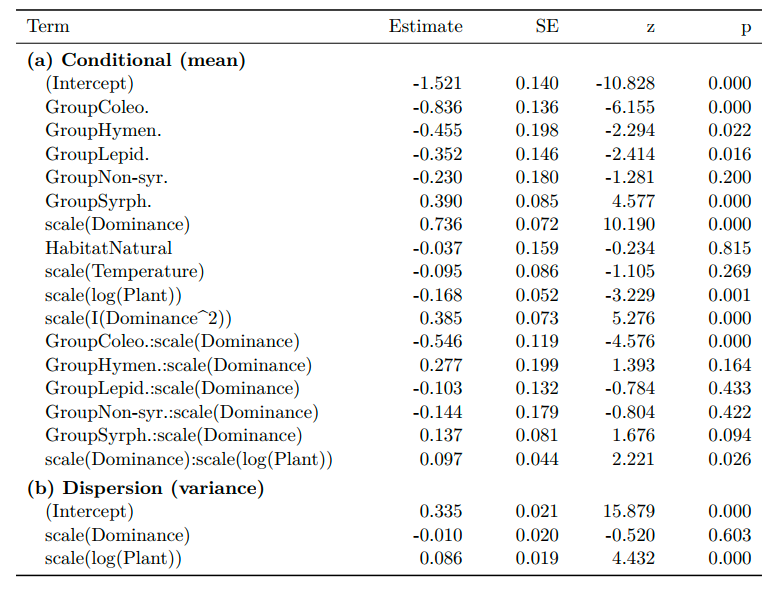 Term Estimate SE z p
(a) Conditional (mean)
(Intercept) -1.521 0.140 -10.828 0.000
GroupColeo. -0.836 0.136 -6.155 0.000
GroupHymen. -0.455 0.198 -2.294 0.022
GroupLepid. -0.352 0.146 -2.414 0.016
GroupNon-syr. -0.230 0.180 -1.281 0.200
GroupSyrph. 0.390 0.085 4.577 0.000
scale(Dominance) 0.736 0.072 10.190 0.000
HabitatNatural -0.037 0.159 -0.234 0.815
scale(Temperature) -0.095 0.086 -1.105 0.269
scale(log(Plant)) -0.168 0.052 -3.229 0.001
scale(I(Dominance^2)) 0.385 0.073 5.276 0.000
GroupColeo.:scale(Dominance) -0.546 0.119 -4.576 0.000
GroupHymen.:scale(Dominance) 0.277 0.199 1.393 0.164
GroupLepid.:scale(Dominance) -0.103 0.132 -0.784 0.433
GroupNon-syr.:scale(Dominance) -0.144 0.179 -0.804 0.422
GroupSyrph.:scale(Dominance) 0.137 0.081 1.676 0.094
scale(Dominance):scale(log(Plant)) 0.097 0.044 2.221 0.026
(b) Dispersion (variance)
(Intercept) 0.335 0.021 15.879 0.000
scale(Dominance) -0.010 0.020 -0.520 0.603
scale(log(Plant)) 0.086 0.019 4.432 0.000